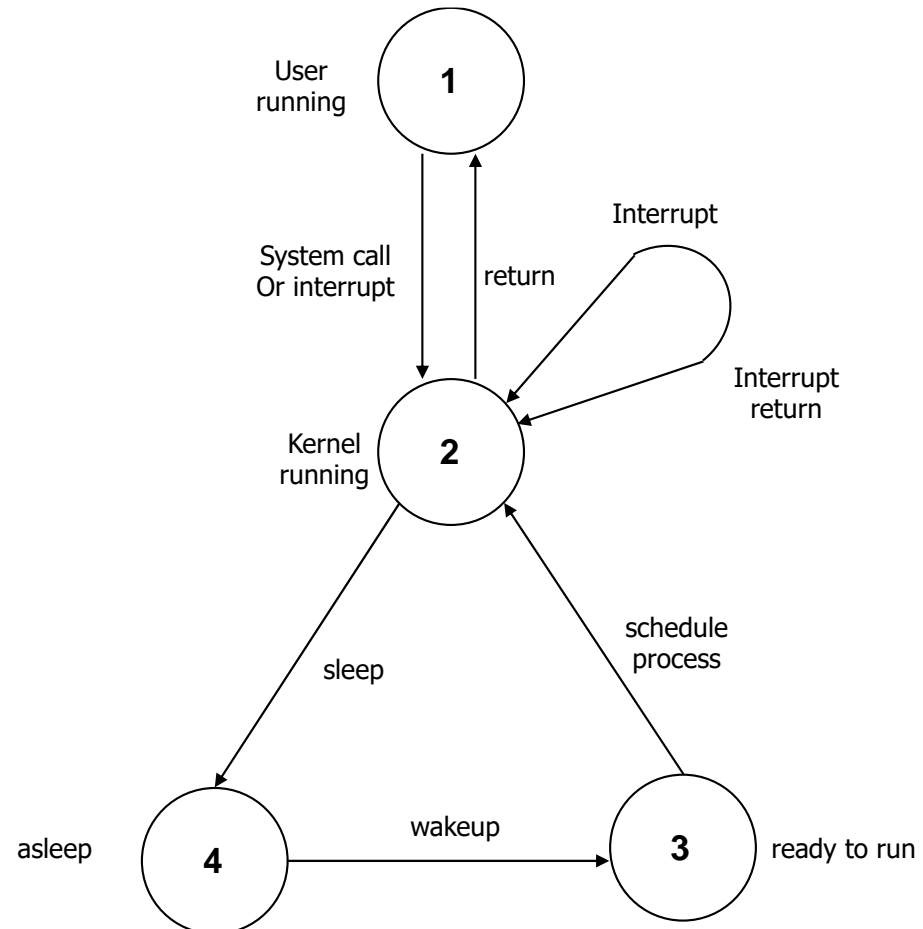 1
User
running
System call
Or interrupt
return
Interrupt
Interrupt
return
Kernel
running
2
schedule
process
sleep
wakeup
asleep
4
3
ready to run